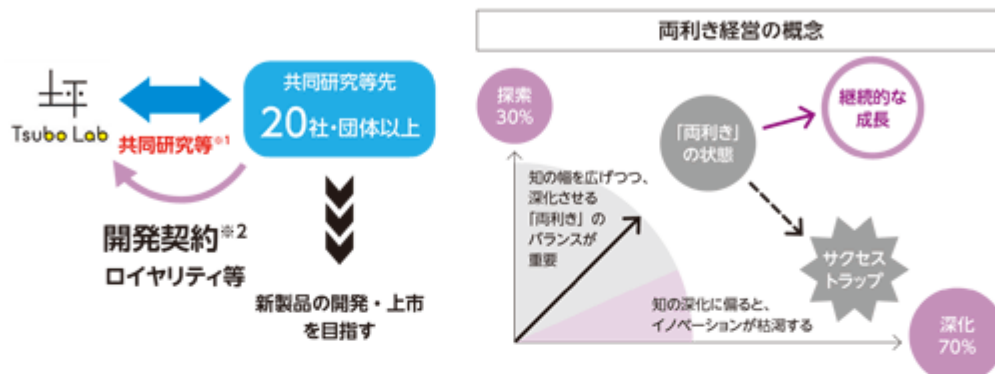 坪
Tsubo Lab
共同研究等※1
共同研究等先
20社・団体以上
開発契約※2
ロイヤリティ等
新製品の開発・上市
を目指す
両利き経営の概念
探索
30%
知の幅を広げつつ、
深化させる
「両利き」の
バランスが
重要
「両利き」
の状態
継続的な
成長
サクセス
トラップ
知の深化に偏ると、
イノベーションが枯渇する
深化
70%